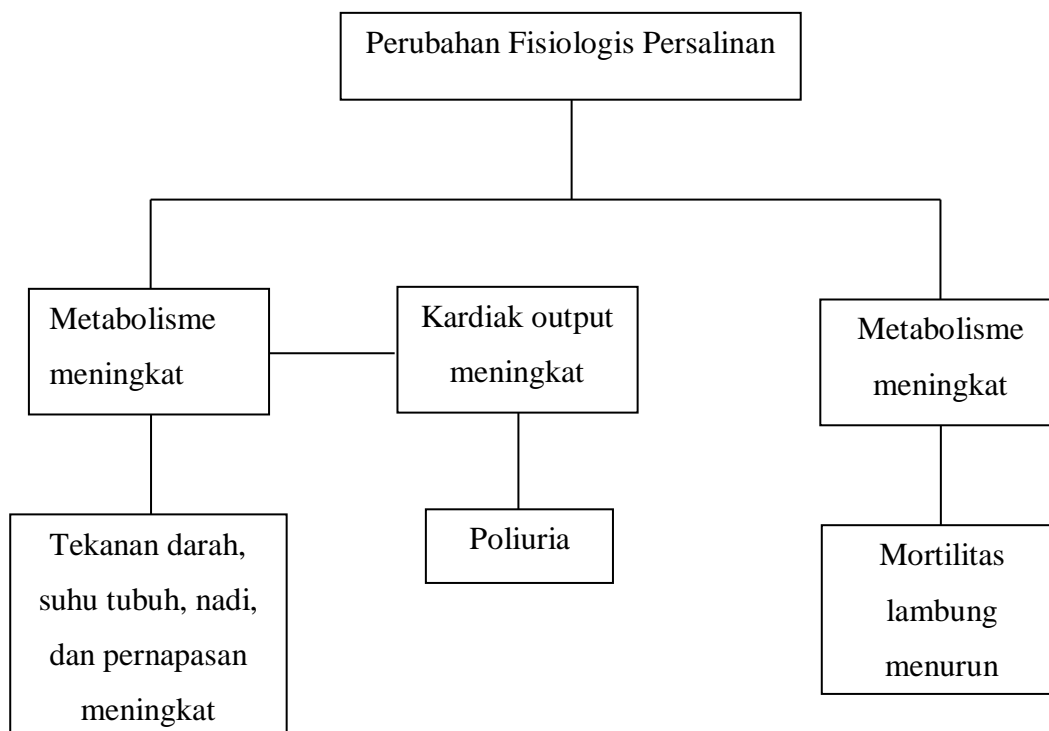 Perubahan Fisiologis Persalinan
Metabolisme
meningkat
Kardiak output
meningkat
Metabolisme
meningkat
Tekanan darah,
suhu tubuh, nadi,
dan pernapasan
meningkat
Poliuria
Mortilitas
lambung
menurun